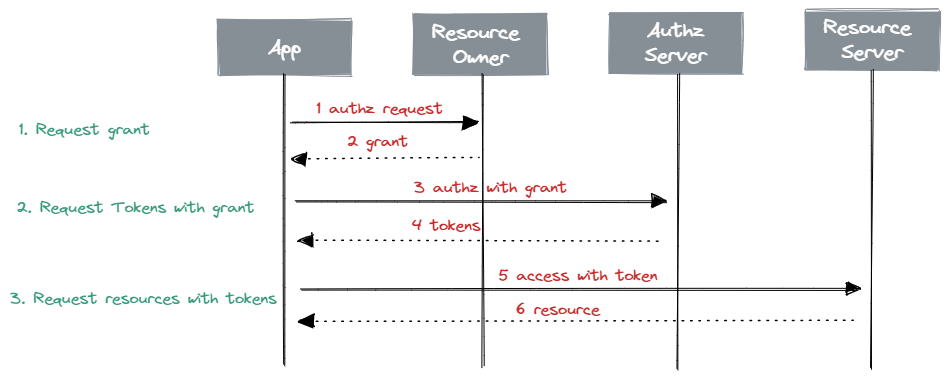 App
Resource
Owner
Authz
Server
Resource
Server
1 authz request
1. Request grant
2 grant
3 authz with grant
2. Request Tokens with grant
4 tokens
5 access with token
3. Request resources with tokens
6 resource